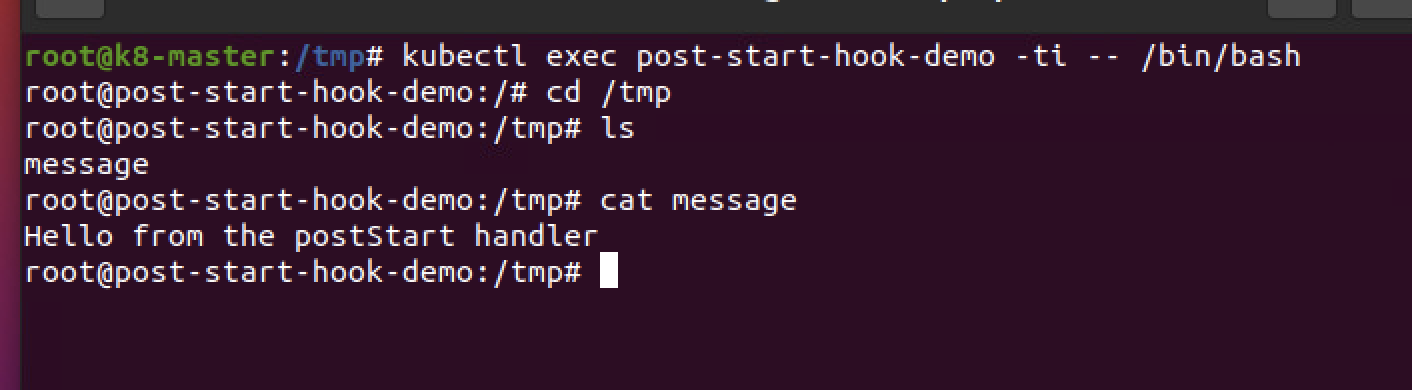 root@k8-master:/tmp# kubectl exec post-start-hook-demo -ti -- /bin/bash
root@post-start-hook-demo:/# cd /tmp
root@post-start-hook-demo:/tmp# ls
message
root@post-start-hook-demo:/tmp# cat message
Hello from the postStart handler
root@post-start-hook-demo:/tmp#